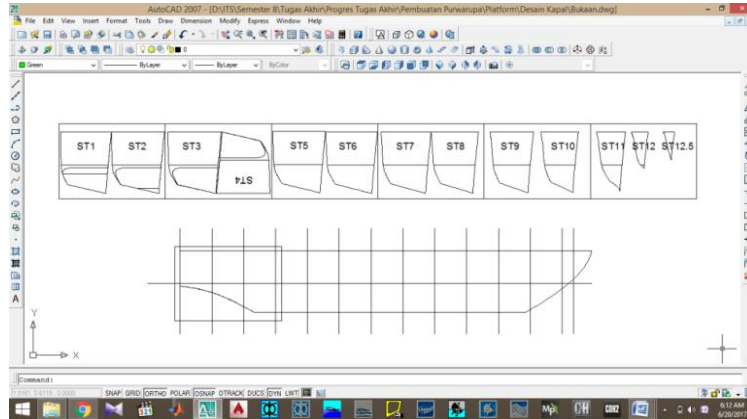 AutoCAD 2007 - [D:\ITS\Semester 8\Tugas Akhir\Progres Tugas Akhir\Pembuatan Purwarupa\Platform\Desain Kapal\Bukaan.dwg]
File Edit View Insert Format Tools Draw Dimension Modify Express Window Help
0
Green ByLayer ByLayer ByColor
ST1 ST2 ST3 ST4 ST5 ST6 ST7 ST8 ST9 ST10 ST11 ST12 ST12.5
Y
X
Command:
SNAP GRID ORTHO POLAR OSNAP OTRACK DUCS DYN LWT
6:12 AM